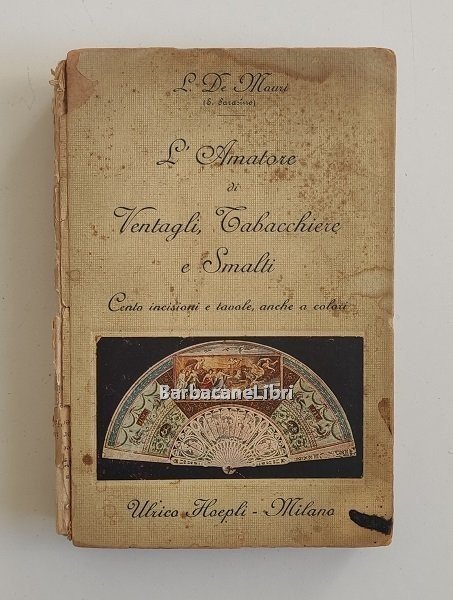 L. De Mauri
(E. Sarasino)
L'Amatore
di
Ventagli, Tabacchiere
e Smalti
Cento incisioni e tavole, anche a colori
BarbacaneLibri
Ulrico Hoepli - Milano